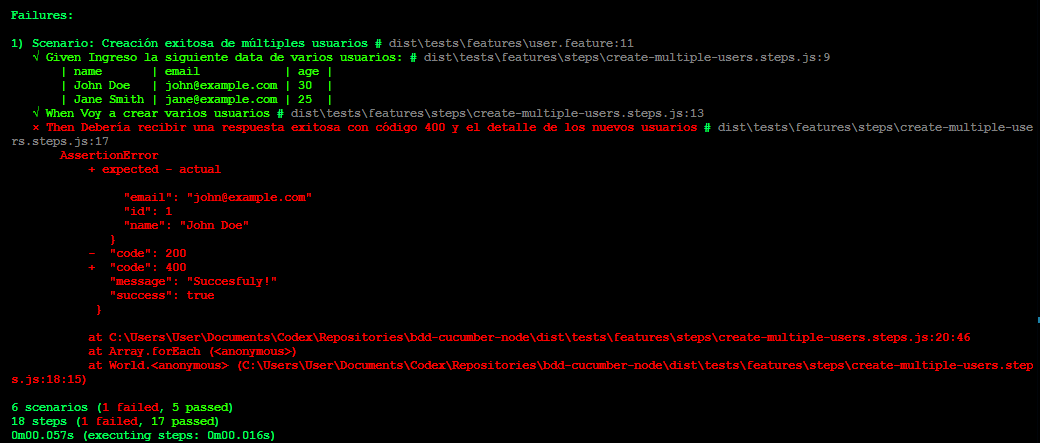 Failures:
1) Scenario: Creación exitosa de múltiples usuarios # dist\tests\features\user.feature:11
√ Given Ingreso la siguiente data de varios usuarios: # dist\tests\features\steps\create-multiple-users.steps.js:9
| name | email | age |
| John Doe | john@example.com | 30 |
| Jane Smith | jane@example.com | 25 |
√ When Voy a crear varios usuarios # dist\tests\features\steps\create-multiple-users.steps.js:13
× Then Debería recibir una respuesta exitosa con código 400 y el detalle de los nuevos usuarios # dist\tests\features\steps\create-multiple-use
rs.steps.js:17
AssertionError
+ expected - actual
"email": "john@example.com"
"id": 1
"name": "John Doe"
}
- "code": 200
+ "code": 400
"message": "Succesfuly!"
"success": true
}
at C:\Users\User\Documents\Codex\Repositories\bdd-cucumber-node\dist\tests\features\steps\create-multiple-users.steps.js:20:46
at Array.forEach (<anonymous>)
at World.<anonymous> (C:\Users\User\Documents\Codex\Repositories\bdd-cucumber-node\dist\tests\features\steps\create-multiple-users.step
s.js:18:15)
6 scenarios (1 failed, 5 passed)
18 steps (1 failed, 17 passed)
0m00.057s (executing steps: 0m00.016s)